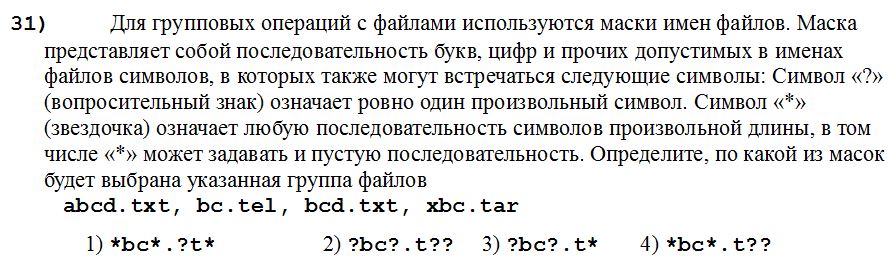 31) Для групповых операций с файлами используются маски имен файлов. Маска
представляет собой последовательность букв, цифр и прочих допустимых в именах
файлов символов, в которых также могут встречаться следующие символы: Символ «?»
(вопросительный знак) означает ровно один произвольный символ. Символ «*»
(звездочка) означает любую последовательность символов произвольной длины, в том
числе «*» может задавать и пустую последовательность. Определите, по какой из масок
будет выбрана указанная группа файлов
abcd.txt, bc.tel, bcd.txt, xbc.tar
1) *bc*.?t* 2) ?bc?.t?? 3) ?bc?.t* 4) *bc*.t??